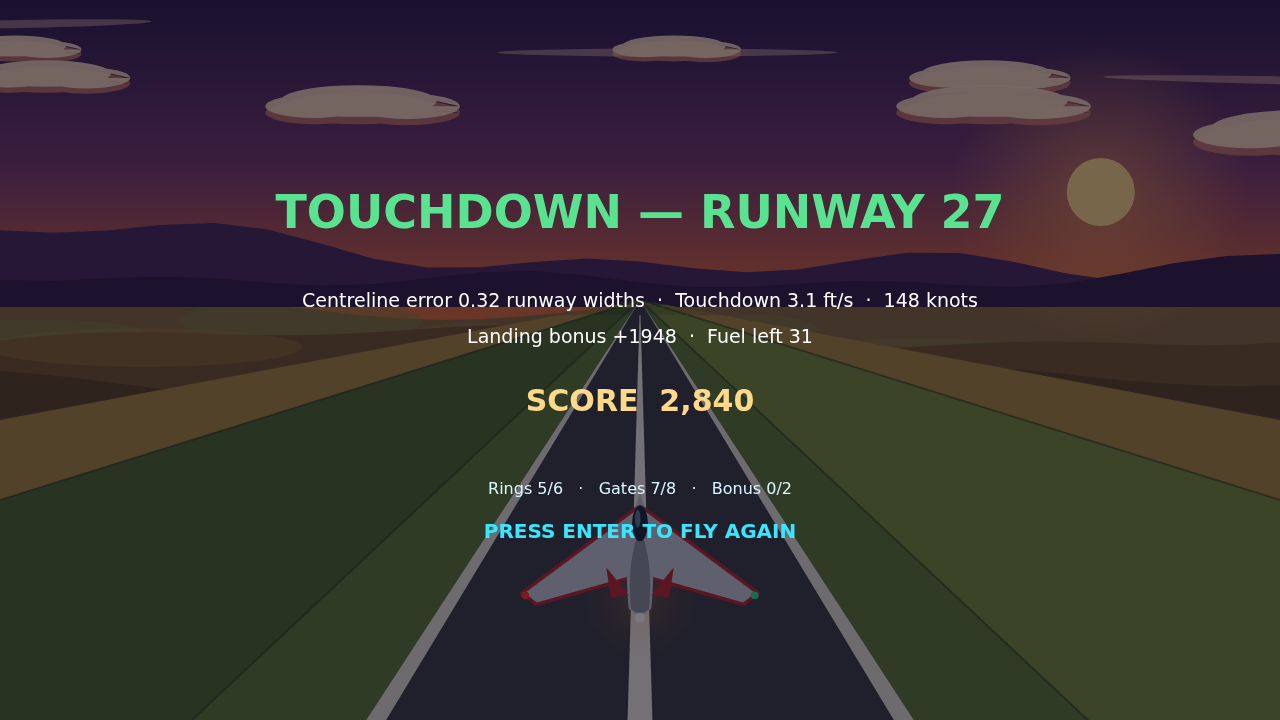 TOUCHDOWN — RUNWAY 27
Centreline error 0.32 runway widths · Touchdown 3.1 ft/s · 148 knots
Landing bonus +1948 · Fuel left 31
SCORE 2,840
Rings 5/6 · Gates 7/8 · Bonus 0/2
PRESS ENTER TO FLY AGAIN